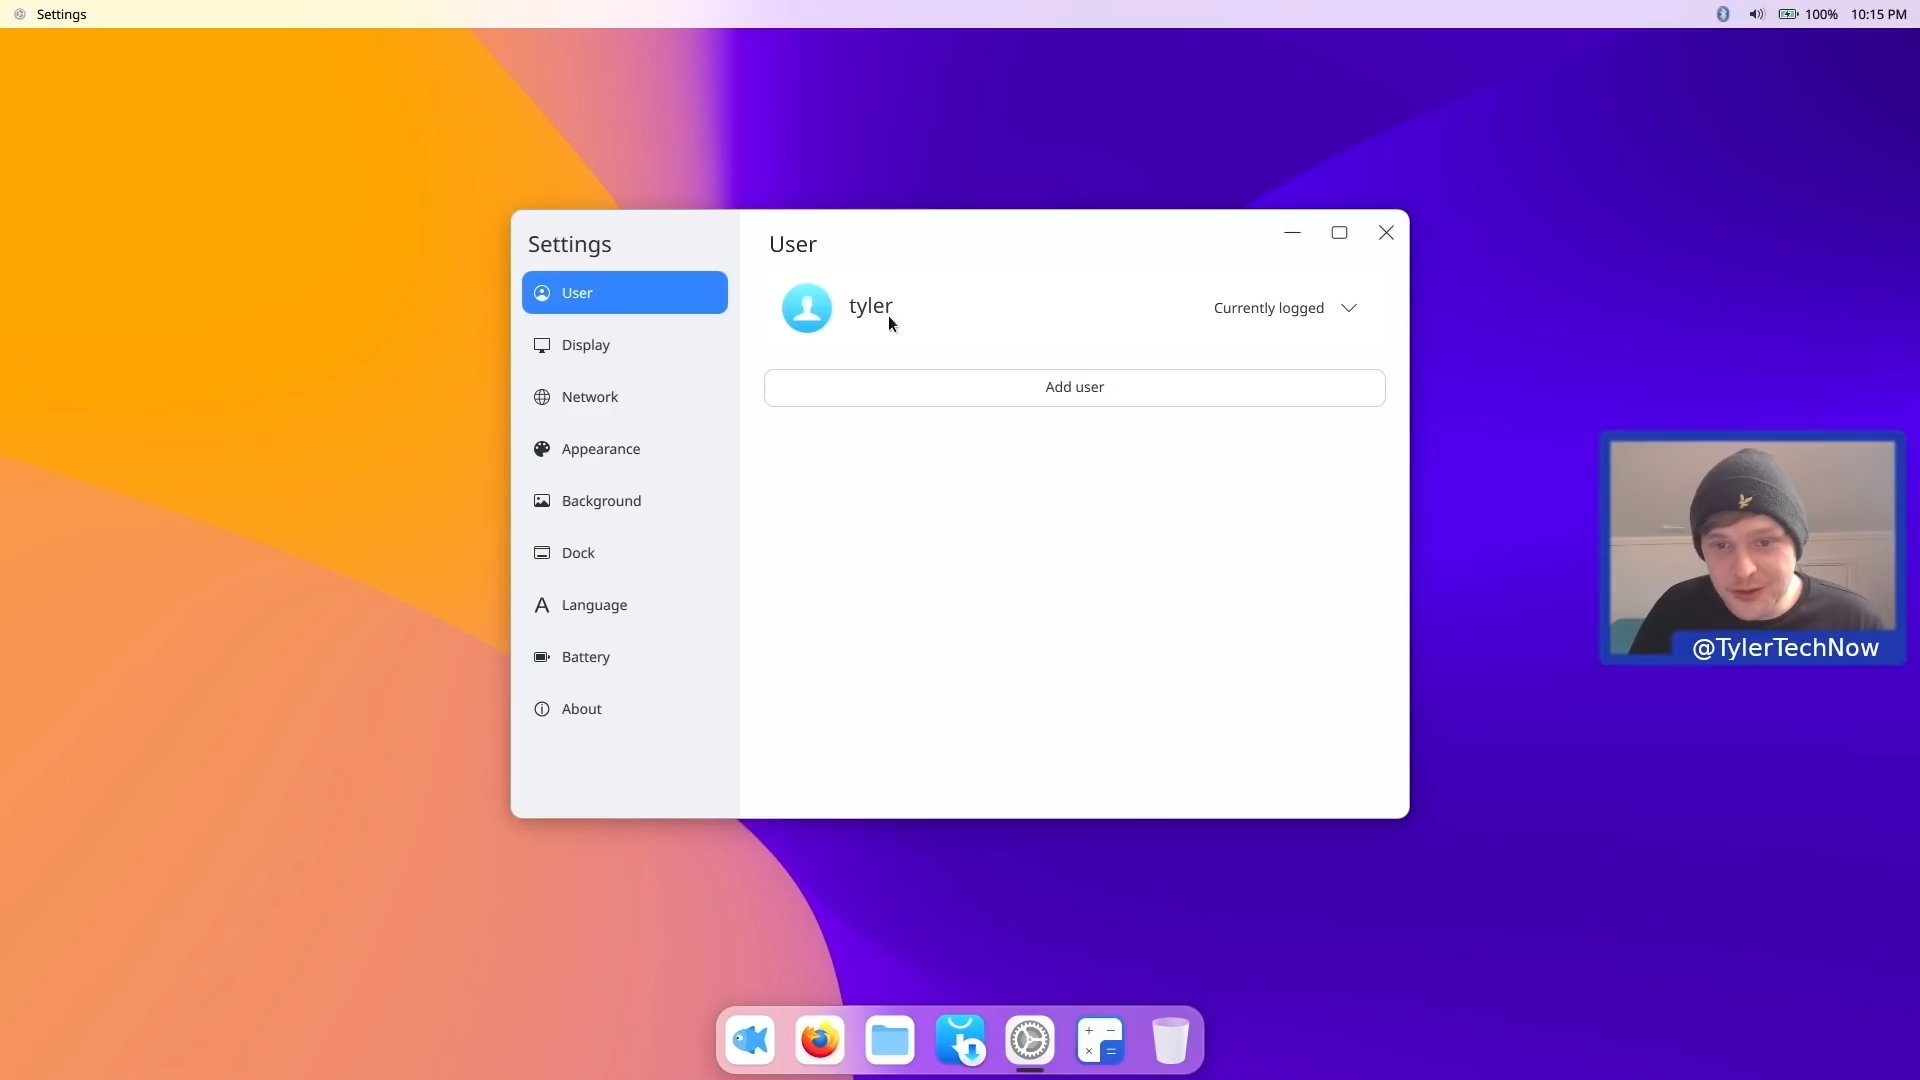 Settings
100% 10:15 PM
Settings
User
Display
Network
Appearance
Background
Dock
Language
Battery
About
User
tyler
Currently logged
Add user
@TylerTechNow